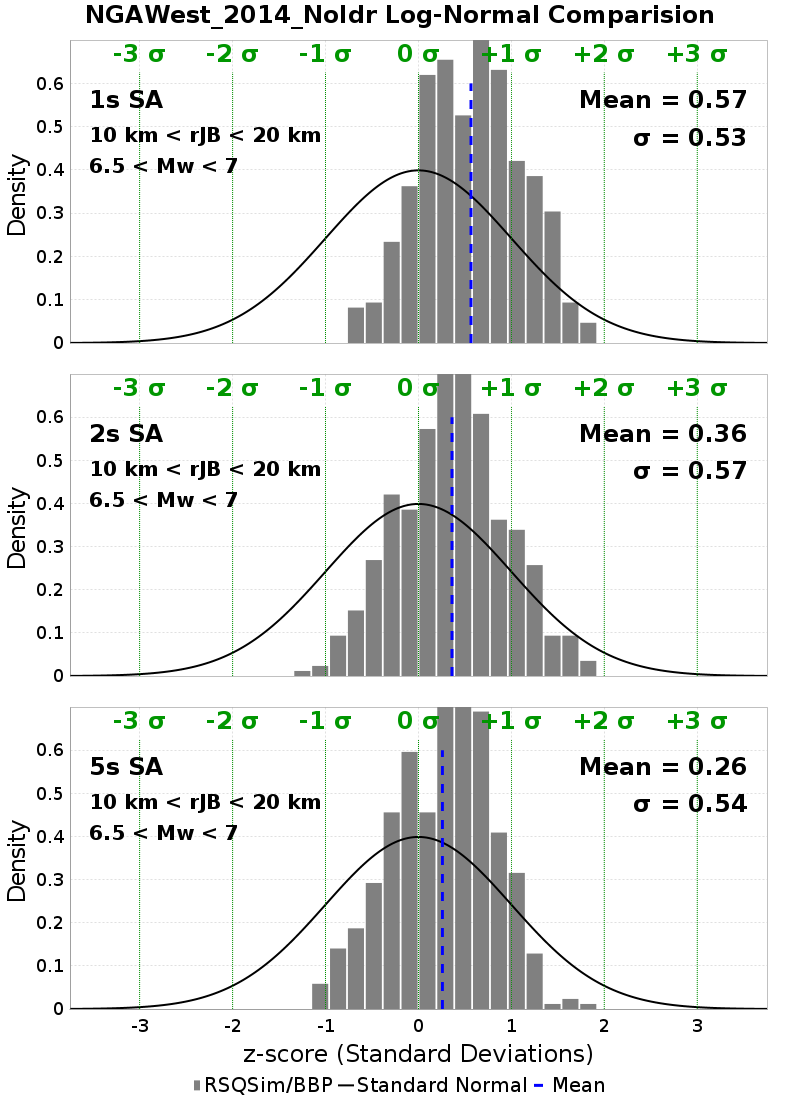 NGAWest_2014_NoIdr Log-Normal Comparision
-3 σ -2 σ -1 σ 0 σ +1 σ +2 σ +3 σ
0.6
0.5
0.4
0.3
0.2
0.1
0
Density
1s SA
10 km < rJB < 20 km
6.5 < Mw < 7
Mean = 0.57
σ = 0.53
-3 σ -2 σ -1 σ 0 σ +1 σ +2 σ +3 σ
0.6
0.5
0.4
0.3
0.2
0.1
0
Density
2s SA
10 km < rJB < 20 km
6.5 < Mw < 7
Mean = 0.36
σ = 0.57
-3 σ -2 σ -1 σ 0 σ +1 σ +2 σ +3 σ
0.6
0.5
0.4
0.3
0.2
0.1
0
Density
5s SA
10 km < rJB < 20 km
6.5 < Mw < 7
Mean = 0.26
σ = 0.54
-3 -2 -1 0 1 2 3
z-score (Standard Deviations)
RSQSim/BBP Standard Normal Mean